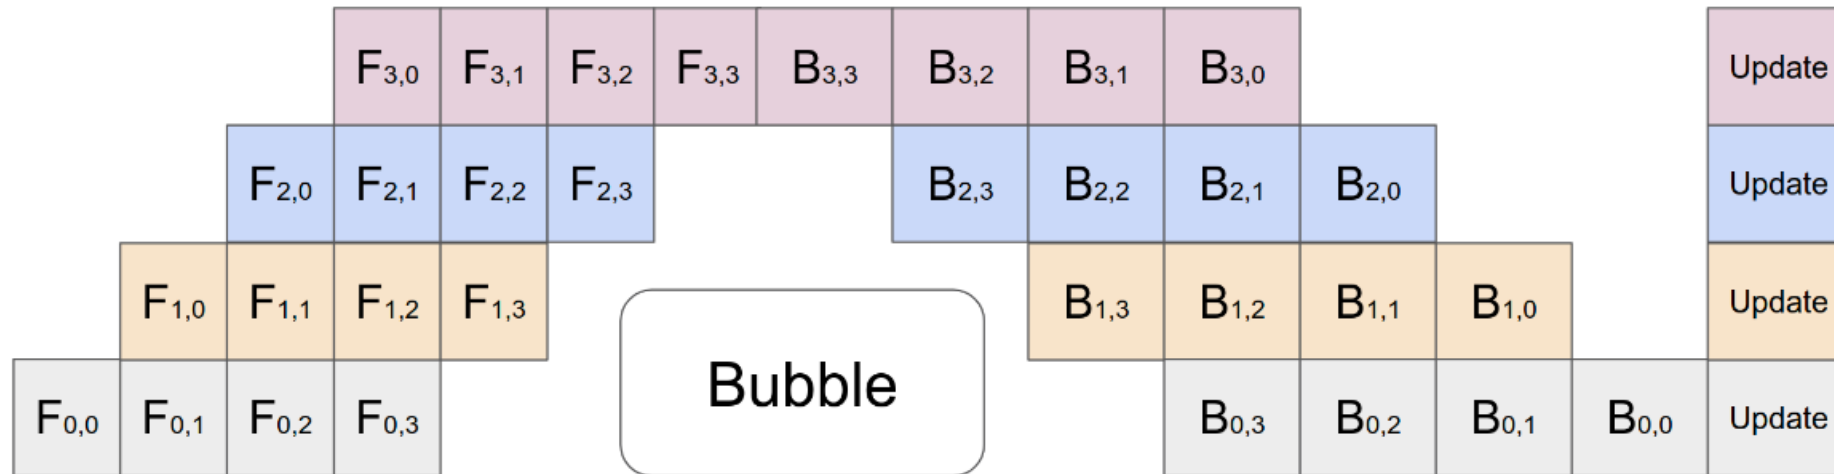 F3,0 F3,1 F3,2 F3,3 B3,3 B3,2 B3,1 B3,0 Update
F2,0 F2,1 F2,2 F2,3 B2,3 B2,2 B2,1 B2,0 Update
F1,0 F1,1 F1,2 F1,3 B1,3 B1,2 B1,1 B1,0 Update
Bubble
F0,0 F0,1 F0,2 F0,3 B0,3 B0,2 B0,1 B0,0 Update